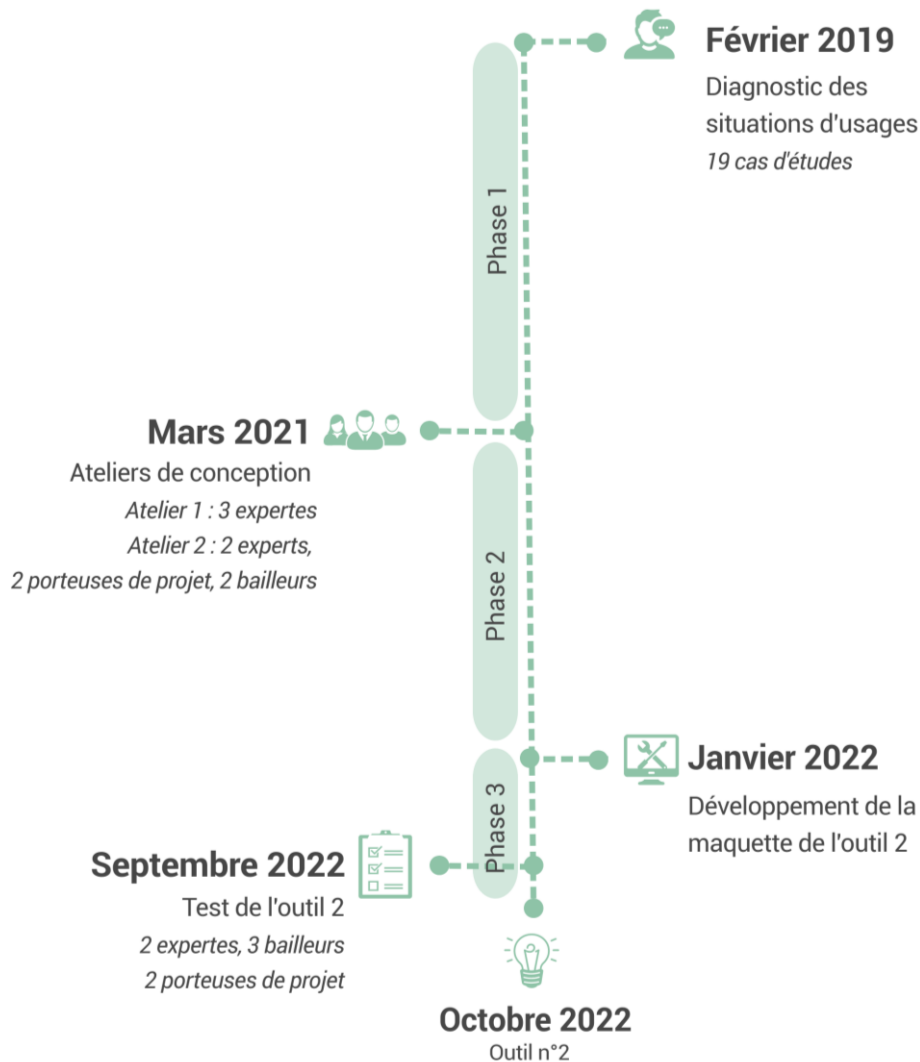 Février 2019
Diagnostic des
situations d'usages
19 cas d'études
Phase 1
Mars 2021
Ateliers de conception
Atelier 1 : 3 expertes
Atelier 2 : 2 experts,
2 porteuses de projet, 2 bailleurs
Phase 2
Janvier 2022
Développement de la
maquette de l'outil 2
Phase 3
Septembre 2022
Test de l'outil 2
2 expertes, 3 bailleurs
2 porteuses de projet
Octobre 2022
Outil n°2